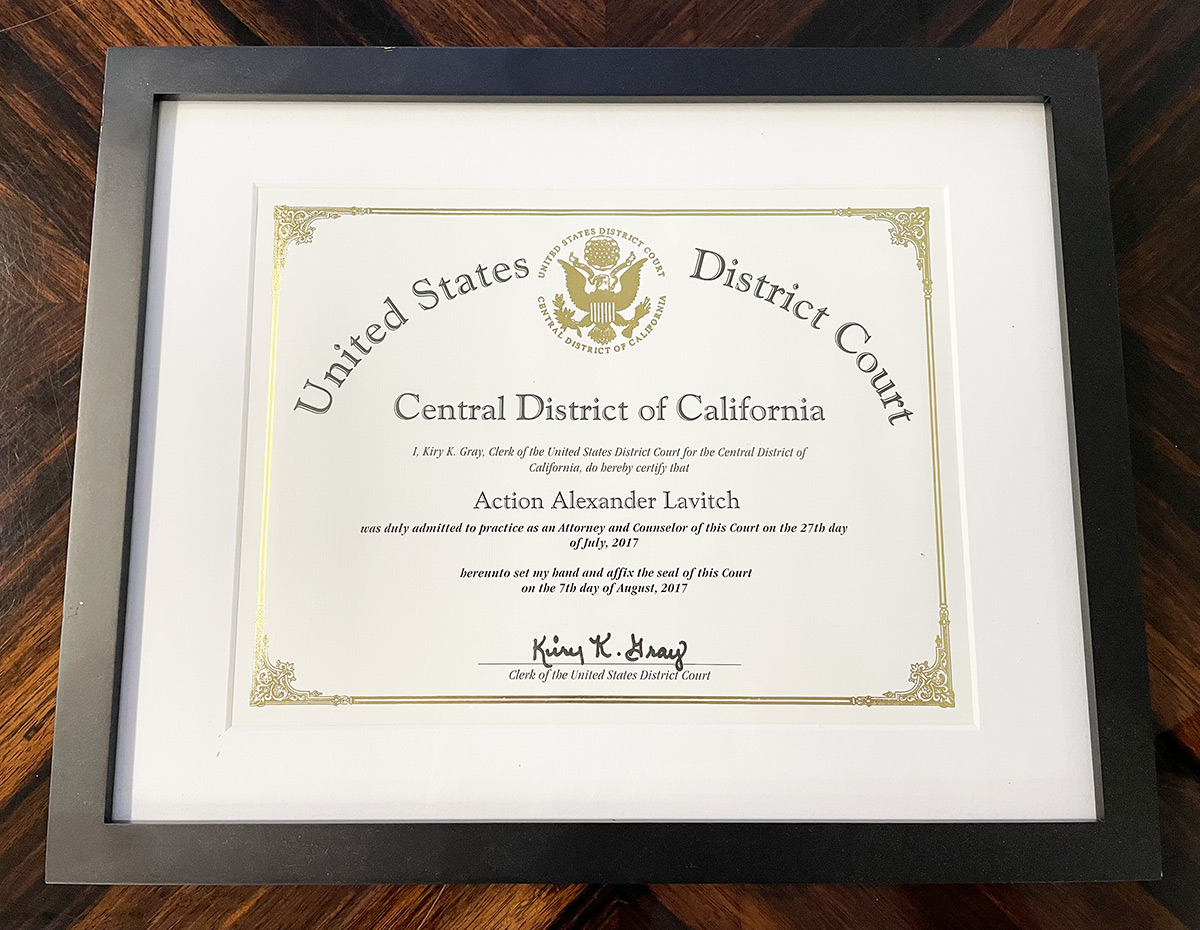 United States District Court
UNITED STATES DISTRICT COURT
CENTRAL DISTRICT OF CALIFORNIA
Central District of California
I, Kiry K. Gray, Clerk of the United States District Court for the Central District of
California, do hereby certify that
Action Alexander Lavitch
was duly admitted to practice as an Attorney and Counselor of this Court on the 27th day
of July, 2017
hereunto set my hand and affix the seal of this Court
on the 7th day of August, 2017
Kiry K. Gray
Clerk of the United States District Court